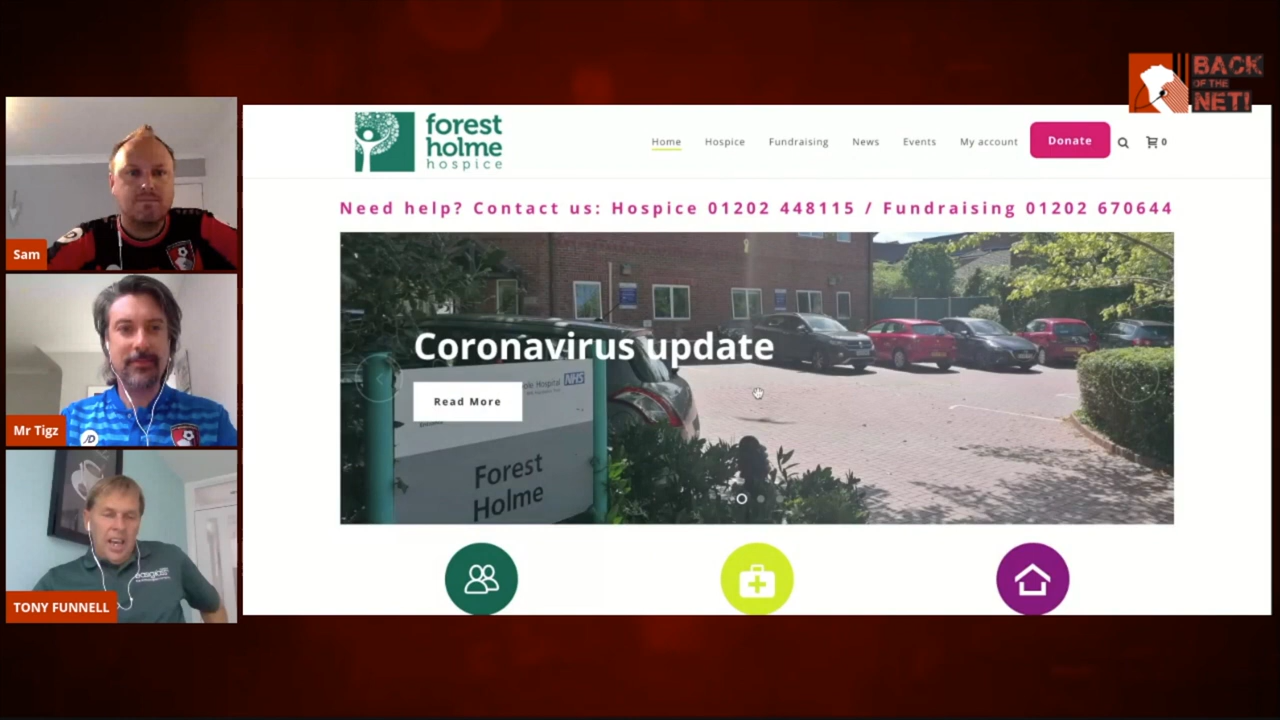 BACK
OF THE
NET!
Sam
Mr Tigz
TONY FUNNELL
forest
holme
hospice
Home
Hospice
Fundraising
News
Events
My account
Donate
0
Need help? Contact us: Hospice 01202 448115 / Fundraising 01202 670644
Coronavirus update
Read More
Hospital NHS
Forest
Holme